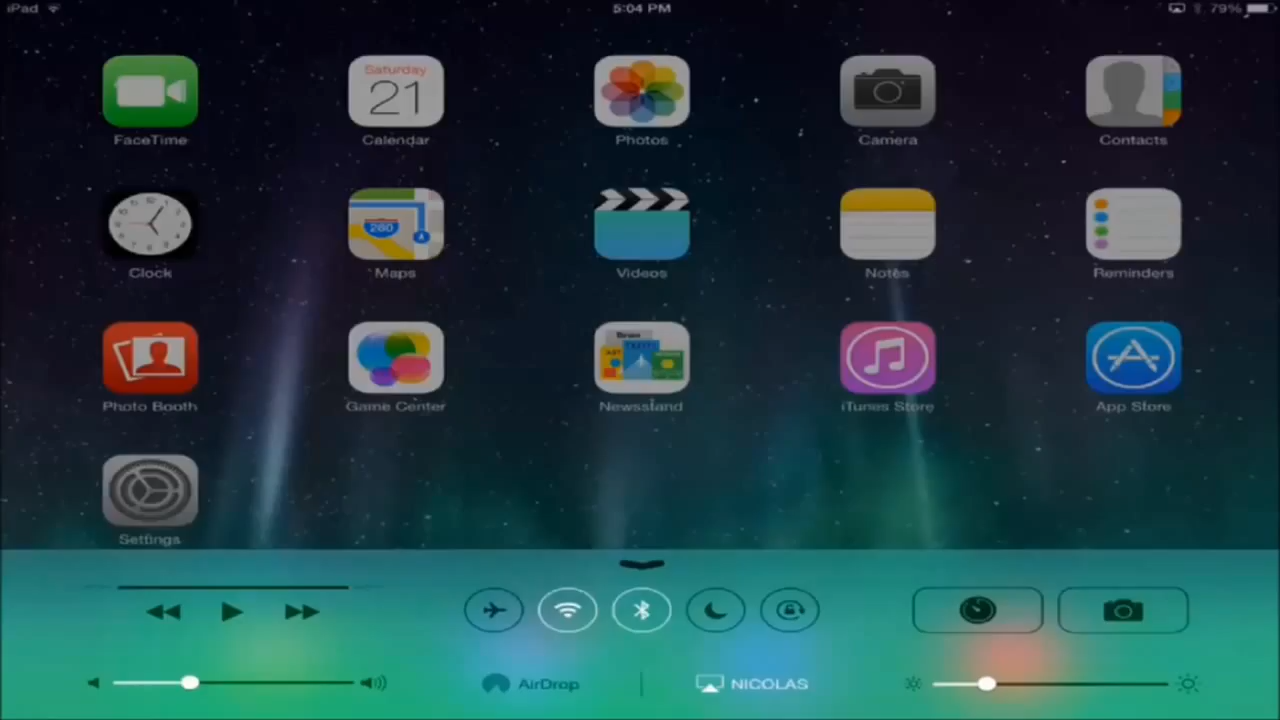 iPad 5:04 PM 79%
Saturday
21
FaceTime Calendar Photos Camera Contacts
280
Clock Maps Videos Notes Reminders
Photo Booth Game Center Newsstand iTunes Store App Store
Settings
AirDrop NICOLAS